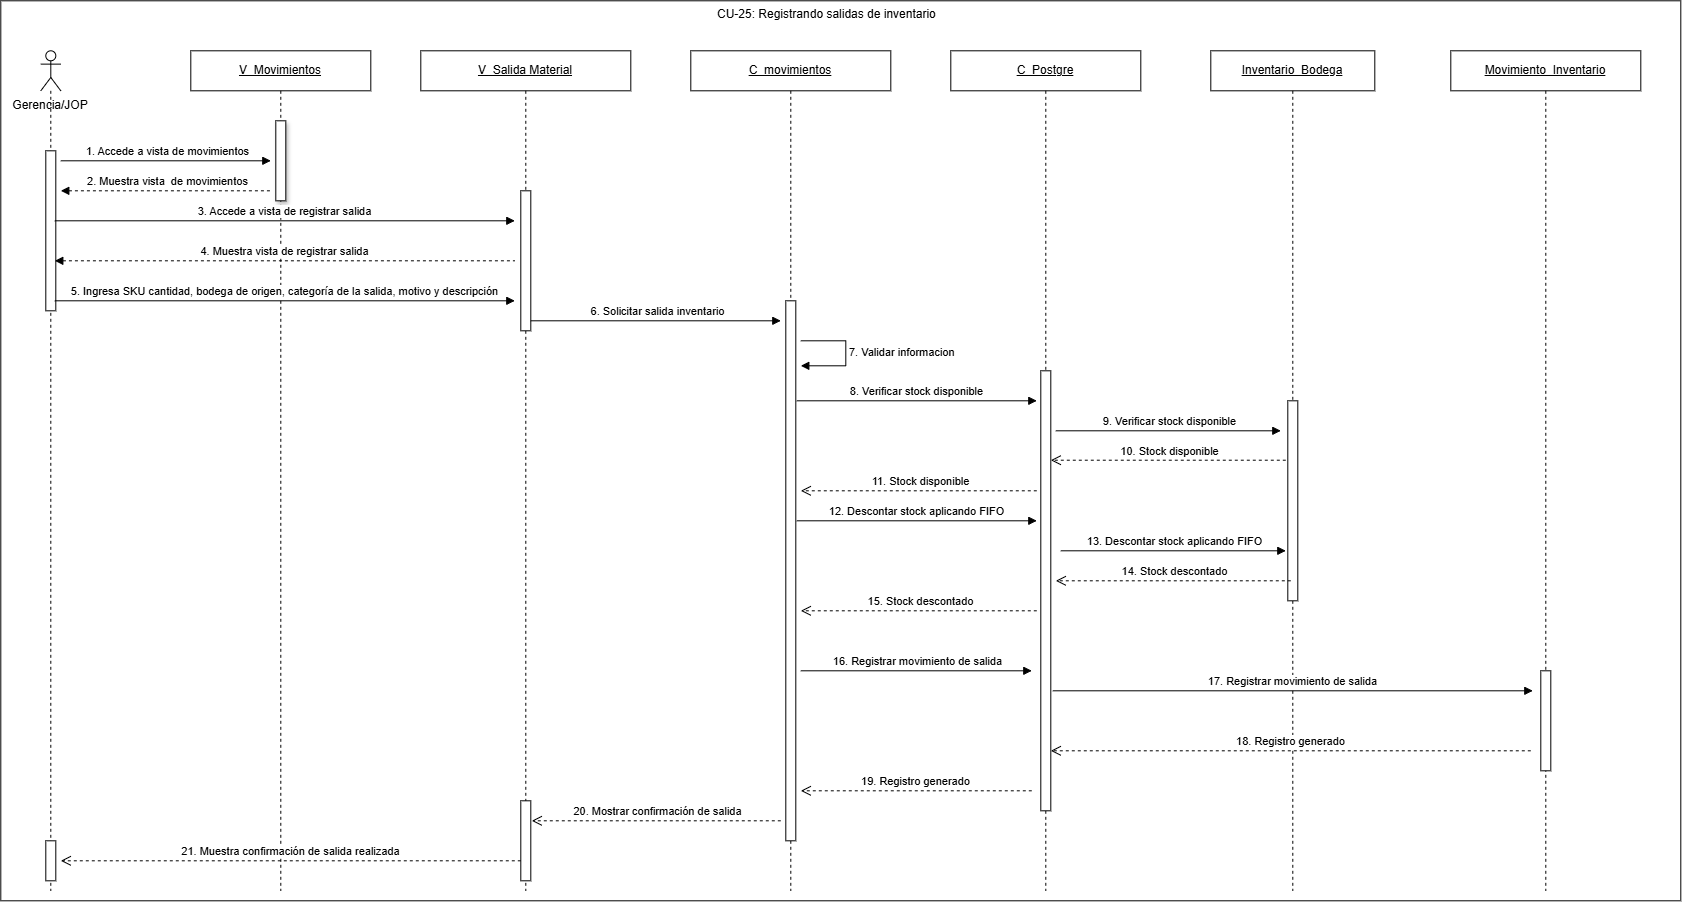 CU-25: Registrando salidas de inventario
Gerencia/JOP
V_Movimientos
V_Salida Material
C_movimientos
C_Postgre
Inventario_Bodega
Movimiento_Inventario
1. Accede a vista de movimientos
2. Muestra vista  de movimientos
3. Accede a vista de registrar salida
4. Muestra vista de registrar salida
5. Ingresa SKU cantidad, bodega de origen, categoría de la salida, motivo y descripción
6. Solicitar salida inventario
7. Validar informacion
8. Verificar stock disponible
9. Verificar stock disponible
10. Stock disponible
11. Stock disponible
12. Descontar stock aplicando FIFO
13. Descontar stock aplicando FIFO
14. Stock descontado
15. Stock descontado
16. Registrar movimiento de salida
17. Registrar movimiento de salida
18. Registro generado
19. Registro generado
20. Mostrar confirmación de salida
21. Muestra confirmación de salida realizada